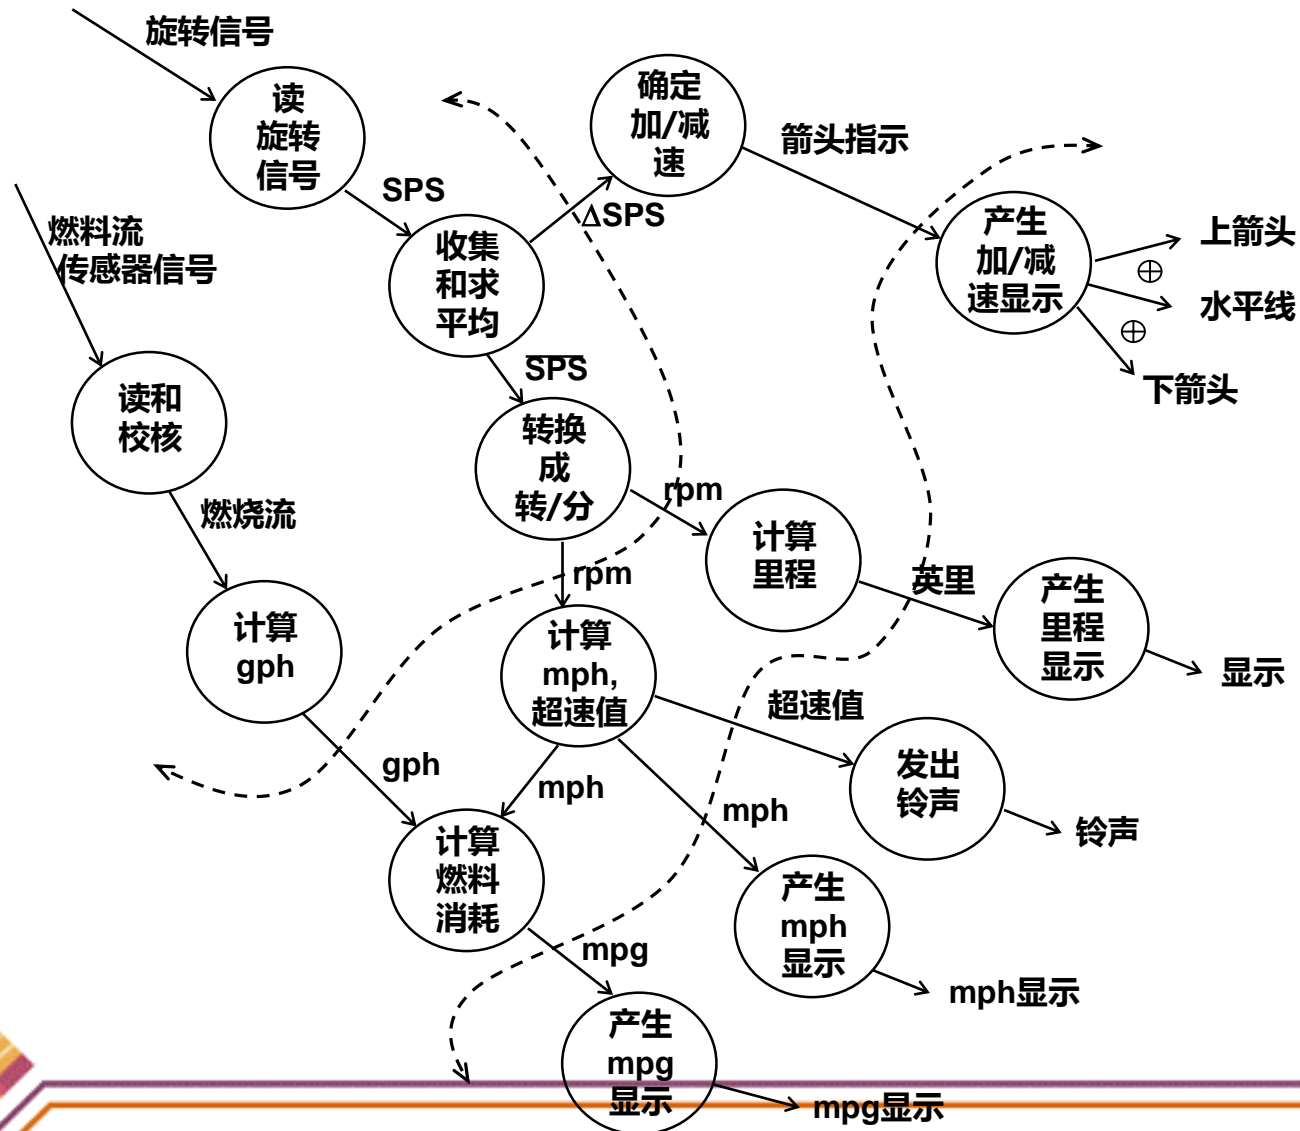 旋转信号
读
旋转
信号
SPS
燃料流
传感器信号
收集
和求
平均
ΔSPS
确定
加/减
速
箭头指示
产生
加/减
速显示
上箭头
水平线
下箭头
读和
校核
燃烧流
S̅P̅S̅
转换
成
转/分
rpm
rpm
计算
里程
英里
产生
里程
显示
显示
计算
gph
gph
计算
mph,
超速值
超速值
发出
铃声
铃声
mph
mph
计算
燃料
消耗
产生
mph
显示
mph显示
mpg
产生
mpg
显示
mpg显示